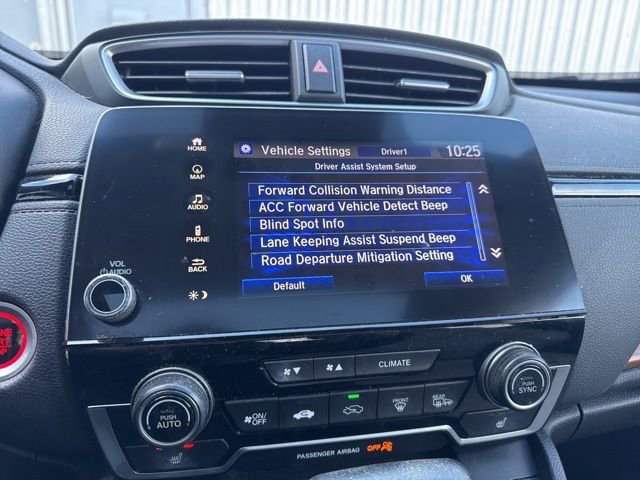 HOME
MAP
AUDIO
PHONE
BACK
VOL
AUDIO
Vehicle Settings Driver1 10:25
Driver Assist System Setup
Forward Collision Warning Distance
ACC Forward Vehicle Detect Beep
Blind Spot Info
Lane Keeping Assist Suspend Beep
Road Departure Mitigation Setting
Default OK
CLIMATE
PUSH
AUTO
ON/
OFF
FRONT
REAR
PUSH
SYNC
PASSENGER AIRBAG OFF